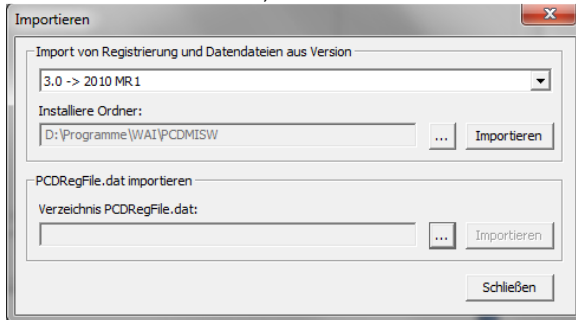 Importieren
Import von Registrierung und Datendateien aus Version
3.0 -> 2010 MR1
Installiere Ordner:
D:\Programme\WAI\PCDMISW
...
Importieren
PCDRegFile.dat importieren
Verzeichnis PCDRegFile.dat:
...
Importieren
Schließen